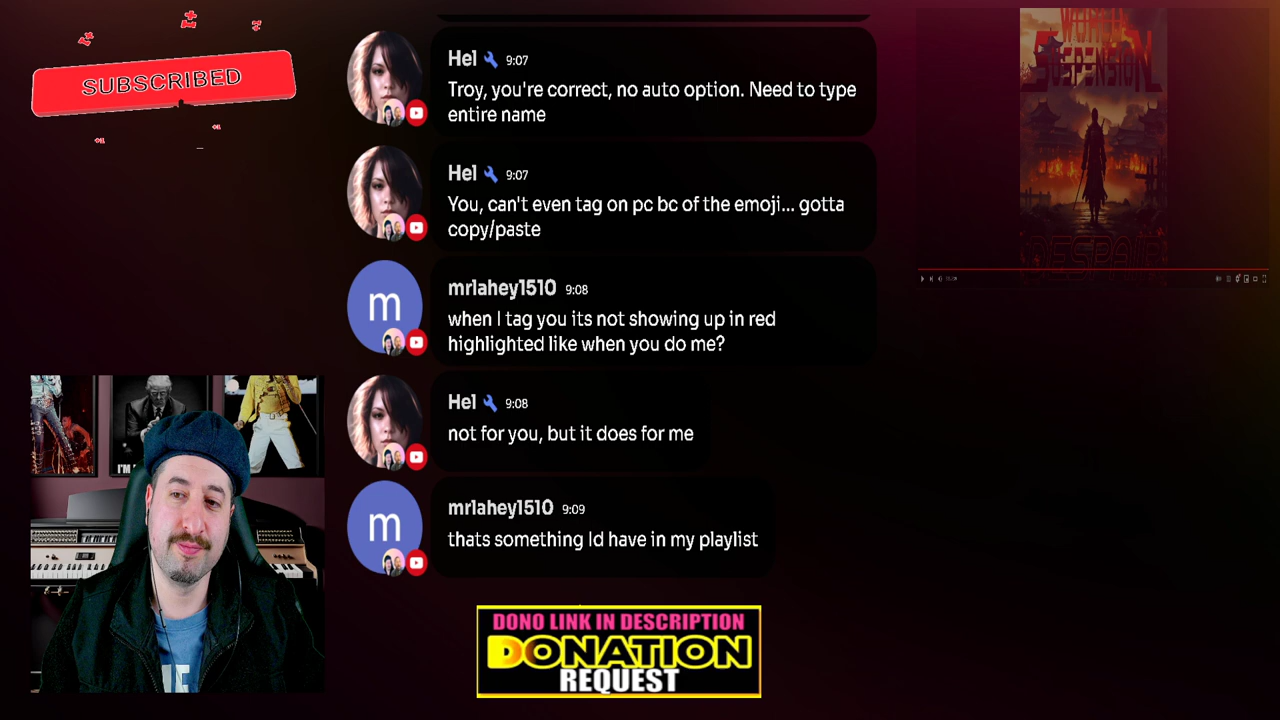 SUBSCRIBED
Hel 9:07
Troy, you're correct, no auto option. Need to type
entire name
Hel 9:07
You, can't even tag on pc bc of the emoji... gotta
copy/paste
m
mrlahey1510 9:08
when I tag you its not showing up in red
highlighted like when you do me?
Hel 9:08
not for you, but it does for me
m
mrlahey1510 9:09
thats something Id have in my playlist
SUSPENSION
DESPAIR
I'M
DONO LINK IN DESCRIPTION
DONATION
REQUEST